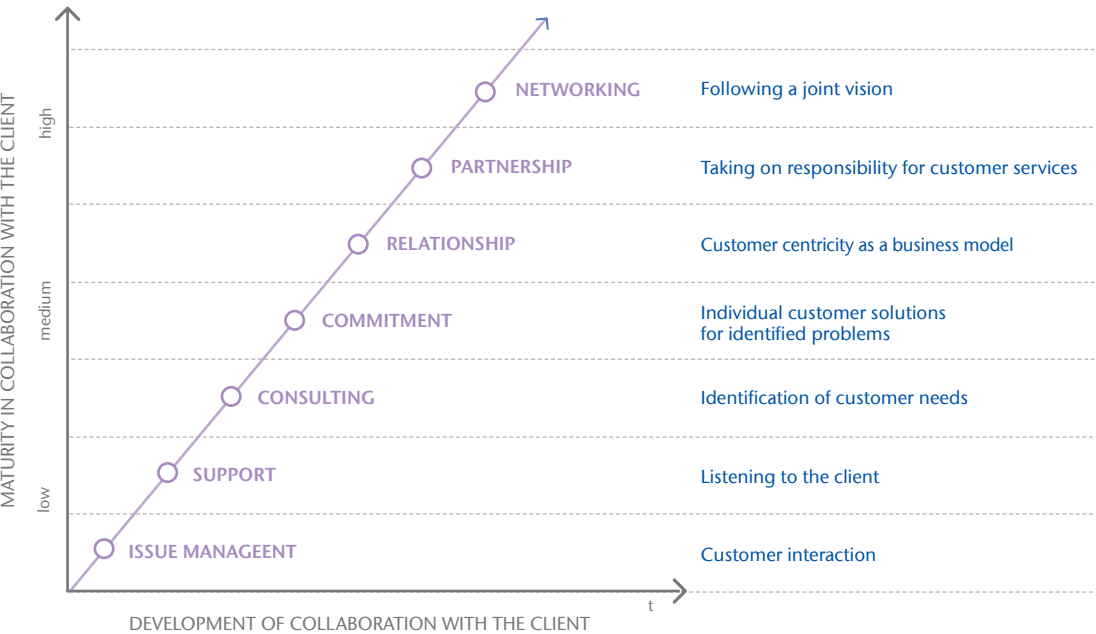 MATURITY IN COLLABORATION WITH THE CLIENT
high
medium
low
NETWORKING
Following a joint vision
PARTNERSHIP
Taking on responsibility for customer services
RELATIONSHIP
Customer centricity as a business model
COMMITMENT
Individual customer solutions
for identified problems
CONSULTING
Identification of customer needs
SUPPORT
Listening to the client
ISSUE MANAGEENT
Customer interaction
t
DEVELOPMENT OF COLLABORATION WITH THE CLIENT